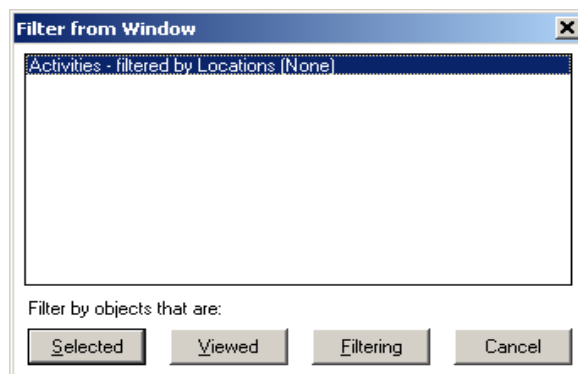 Filter from Window
Activities - filtered by Locations (None)
Filter by objects that are:
Selected Viewed Filtering Cancel